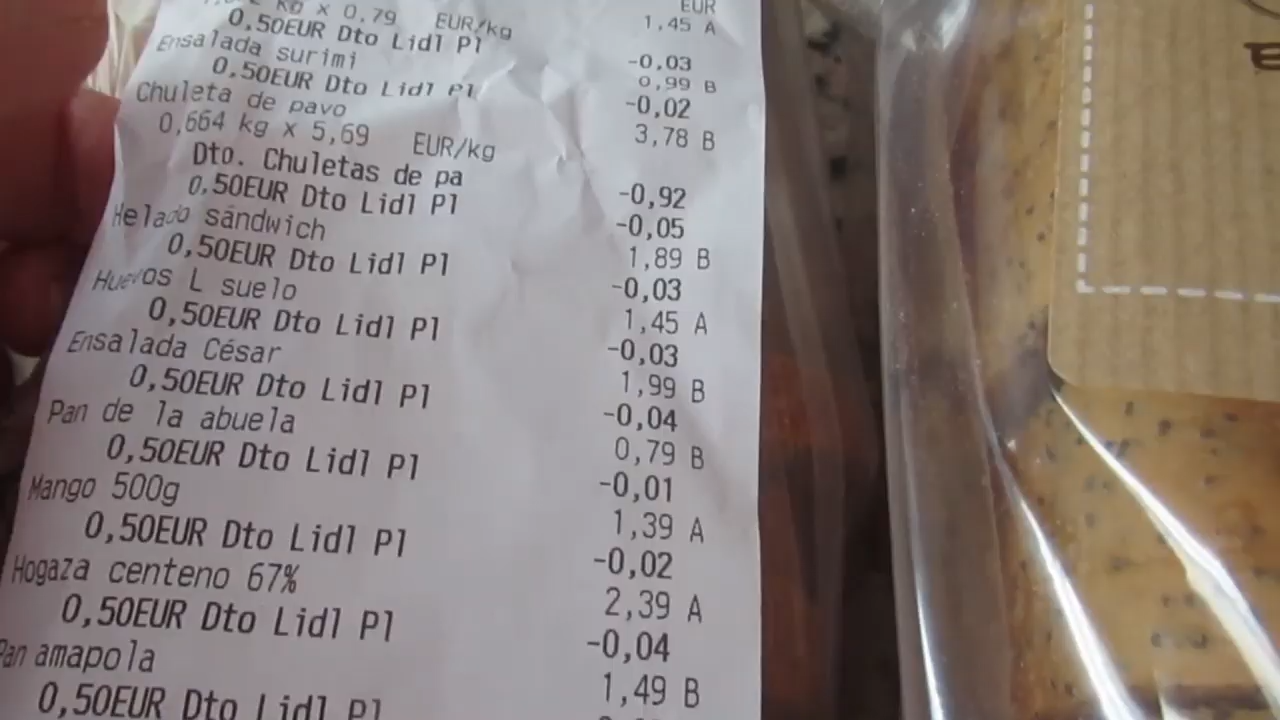 kg x 0,79 EUR/kg
EUR
1,45 A
0,50EUR Dto Lidl Pl -0,03
Ensalada surimi 0,99 B
0,50EUR Dto Lidl Pl -0,02
Chuleta de pavo 3,78 B
0,664 kg x 5,69 EUR/kg
Dto. Chuletas de pa -0,92
0,50EUR Dto Lidl Pl -0,05
Helado sándwich 1,89 B
0,50EUR Dto Lidl Pl -0,03
Huevos L suelo 1,45 A
0,50EUR Dto Lidl Pl -0,03
Ensalada César 1,99 B
0,50EUR Dto Lidl Pl -0,04
Pan de la abuela 0,79 B
0,50EUR Dto Lidl Pl -0,01
Mango 500g 1,39 A
0,50EUR Dto Lidl Pl -0,02
Hogaza centeno 67% 2,39 A
0,50EUR Dto Lidl Pl -0,04
Pan amapola 1,49 B
0,50EUR Dto Lidl Pl